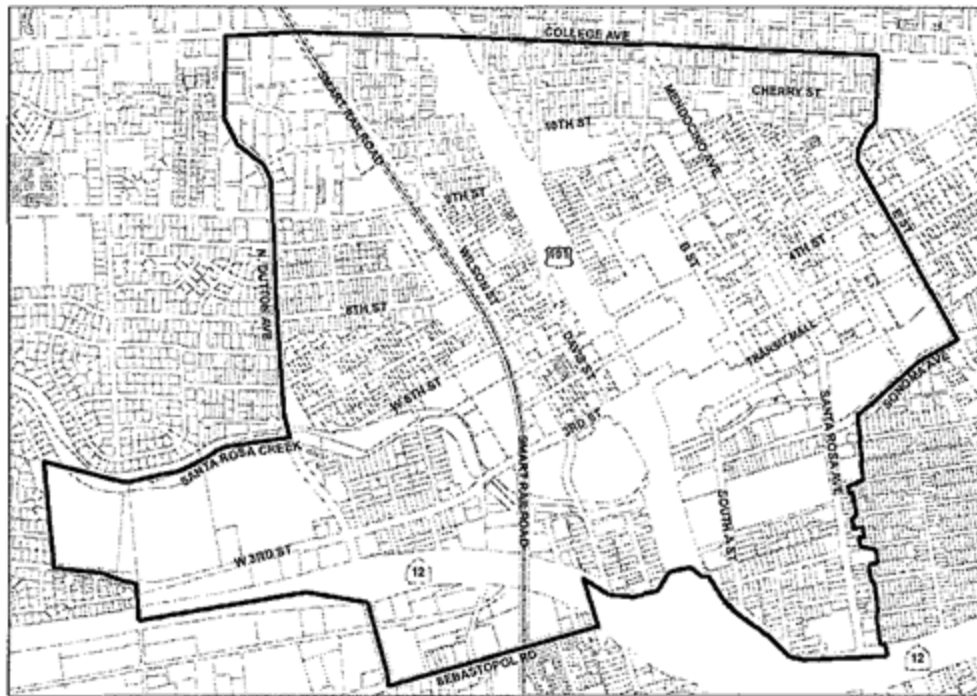 COLLEGE AVE
SMART RAILROAD
CHERRY ST
MENDOCINO AVE
10TH ST
8TH ST
E ST
N. DUTTON AVE
WILSON ST
101
B ST
4TH ST
6TH ST
DAVIS ST
TRANSIT MALL
SONOMA AVE
W 6TH ST
3RD ST
SANTA ROSA AVE
SANTA ROSA CREEK
SMART RAILROAD
SOUTH A ST
W 3RD ST
12
SEBASTOPOL RD
12